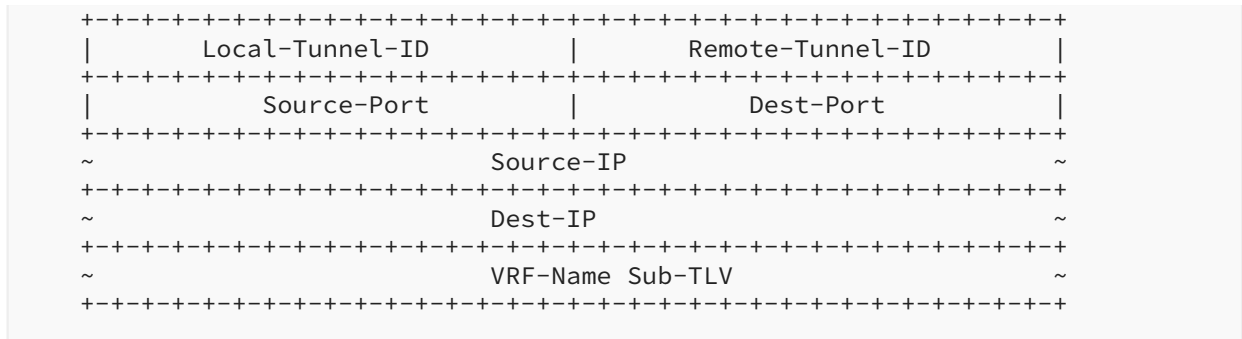 +-+-+-+-+-+-+-+-+-+-+-+-+-+-+-+-+-+-+-+-+-+-+-+-+-+-+-+-+-+-+-+-+
|       Local-Tunnel-ID         |       Remote-Tunnel-ID        |
+-+-+-+-+-+-+-+-+-+-+-+-+-+-+-+-+-+-+-+-+-+-+-+-+-+-+-+-+-+-+-+-+
|           Source-Port         |           Dest-Port           |
+-+-+-+-+-+-+-+-+-+-+-+-+-+-+-+-+-+-+-+-+-+-+-+-+-+-+-+-+-+-+-+-+
~                          Source-IP                            ~
+-+-+-+-+-+-+-+-+-+-+-+-+-+-+-+-+-+-+-+-+-+-+-+-+-+-+-+-+-+-+-+-+
~                          Dest-IP                              ~
+-+-+-+-+-+-+-+-+-+-+-+-+-+-+-+-+-+-+-+-+-+-+-+-+-+-+-+-+-+-+-+-+
~                          VRF-Name Sub-TLV                     ~
+-+-+-+-+-+-+-+-+-+-+-+-+-+-+-+-+-+-+-+-+-+-+-+-+-+-+-+-+-+-+-+-+